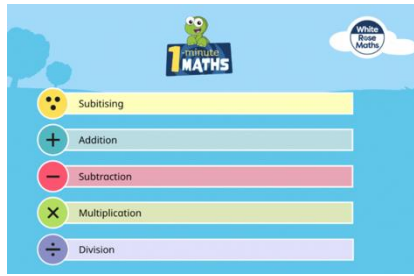 1-minute
MATHS
White
Rose
Maths
Subitising
+ Addition
− Subtraction
× Multiplication
÷ Division